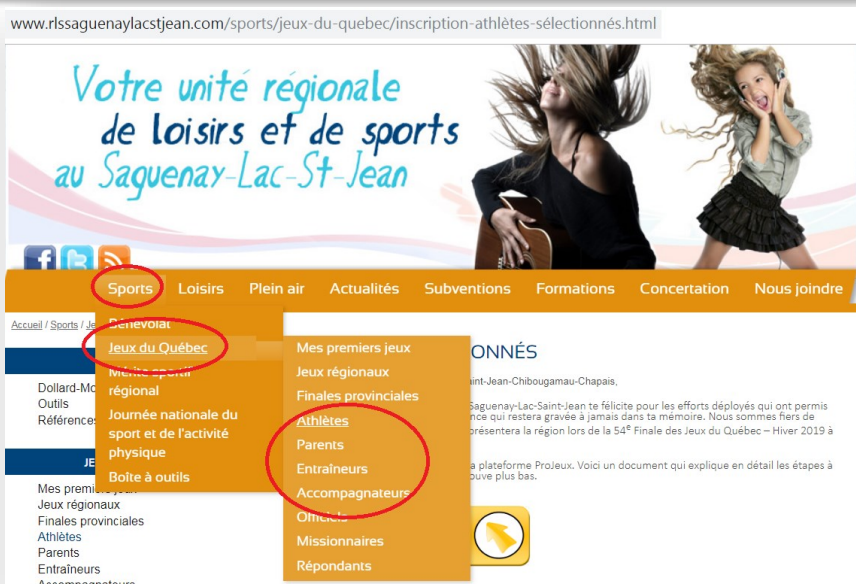 www.rlssaguenaylacstjean.com/sports/jeux-du-quebec/inscription-athlètes-sélectionnés.html
Votre unité régionale
de loisirs et de sports
au Saguenay-Lac-St-Jean
Sports Loisirs Plein air Actualités Subventions Formations Concertation Nous joindre
Accueil / Sports / Je
Bénévolat
Jeux du Québec
Mérite sportif
régional
Journée nationale du
sport et de l'activité
physique
Boîte à outils
Mes premiers jeux
Jeux régionaux
Finales provinciales
Athlètes
Parents
Entraîneurs
Accompagnateurs
Officiels
Missionnaires
Répondants
Dollard-Mo
Outils
Références
JE
Mes premiers jeux
Jeux régionaux
Finales provinciales
Athlètes
Parents
Entraîneurs
Accompagnateurs
ONNÉS
aint-Jean-Chibougamau-Chapais,
Saguenay-Lac-Saint-Jean te félicite pour les efforts déployés qui ont permis
nce qui restera gravée à jamais dans ta mémoire. Nous sommes fiers de
présentera la région lors de la 54e Finale des Jeux du Québec – Hiver 2019 à
a plateforme ProJeux. Voici un document qui explique en détail les étapes à
ouve plus bas.